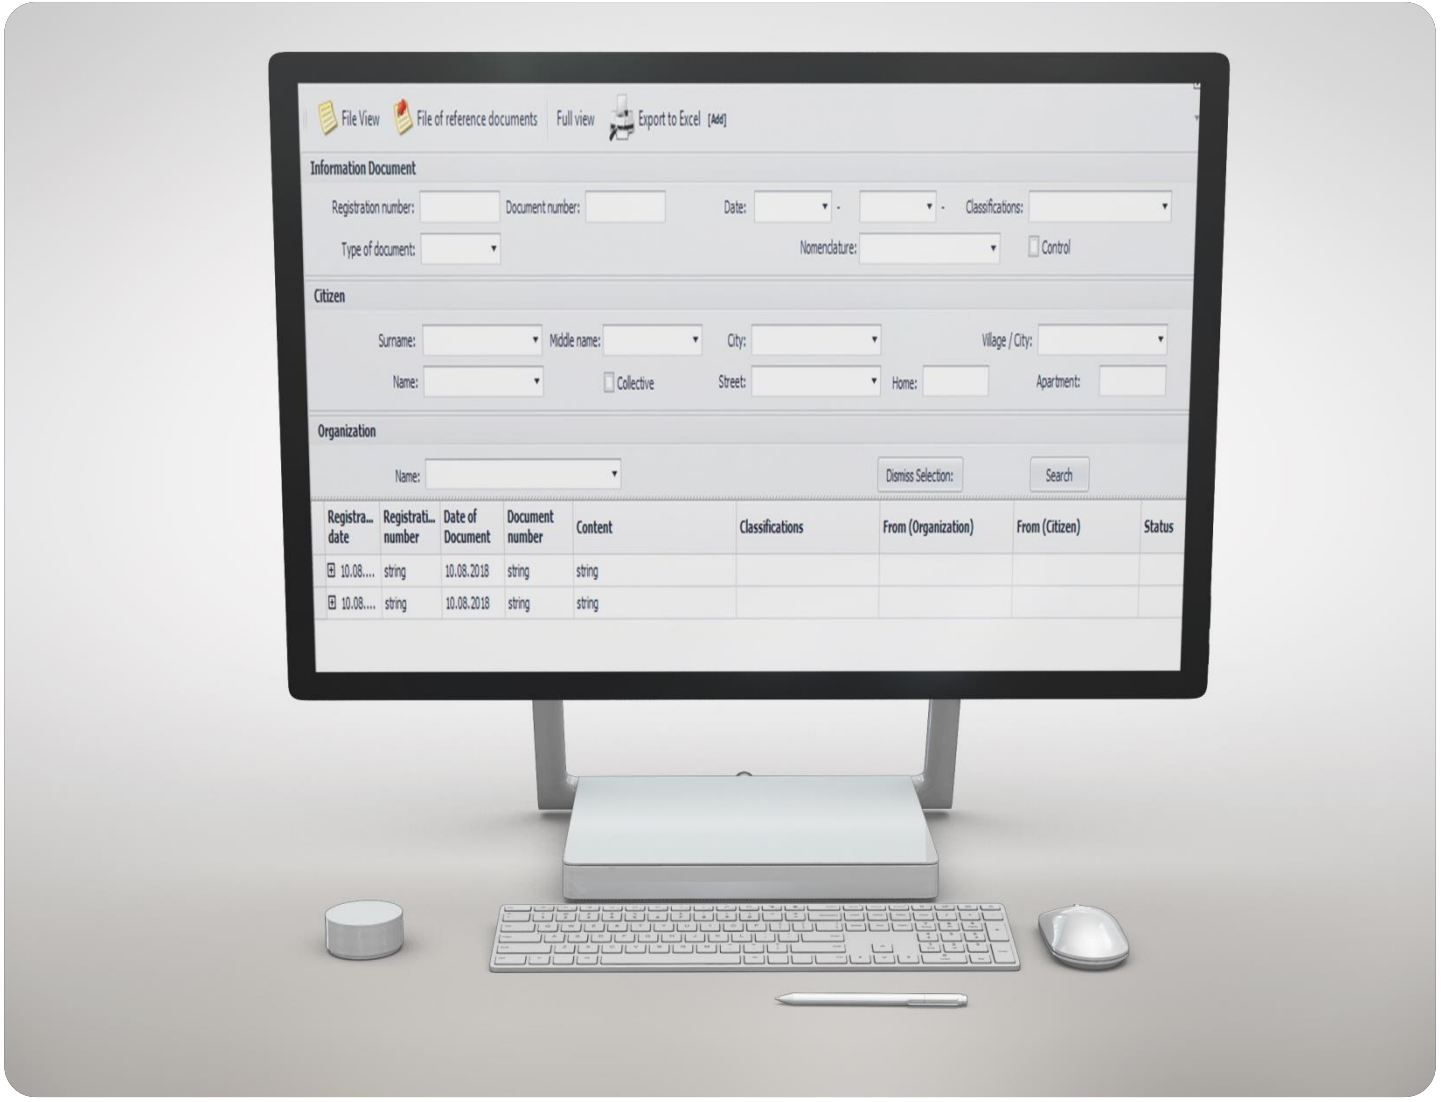 File View File of reference documents Full view Export to Excel [Add]
Information Document
Registration number: Document number: Date: - - Classifications:
Type of document: Nomenclature: Control
Citizen
Surname: Middle name: City: Village / City:
Name: Collective Street: Home: Apartment:
Organization
Name: Dismiss Selection: Search
Registra... Registrati... Date of Document Content Classifications From (Organization) From (Citizen) Status
date number Document number
10.08.... string 10.08.2018 string string
10.08.... string 10.08.2018 string string